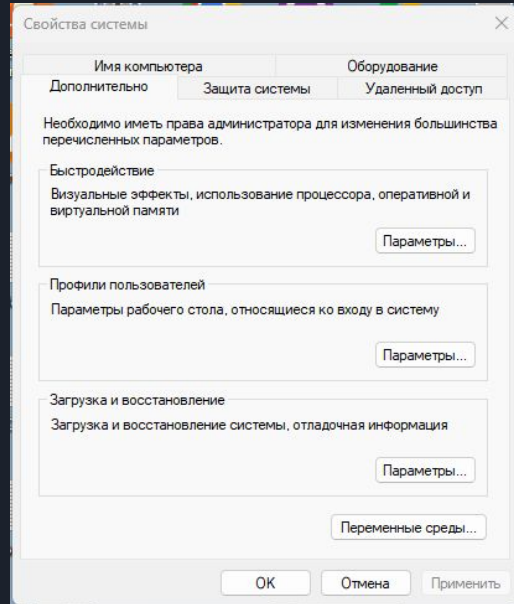 Свойства системы
Имя компьютера
Оборудование
Дополнительно
Защита системы
Удаленный доступ
Необходимо иметь права администратора для изменения большинства
перечисленных параметров.
Быстродействие
Визуальные эффекты, использование процессора, оперативной и
виртуальной памяти
Параметры...
Профили пользователей
Параметры рабочего стола, относящиеся ко входу в систему
Параметры...
Загрузка и восстановление
Загрузка и восстановление системы, отладочная информация
Параметры...
Переменные среды...
ОК
Отмена
Применить